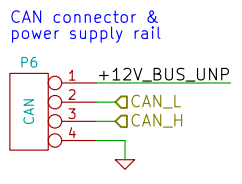 CAN connector &
power supply rail
P6
CAN
1 +12V_BUS_UNP
2 CAN_L
3 CAN_H
4